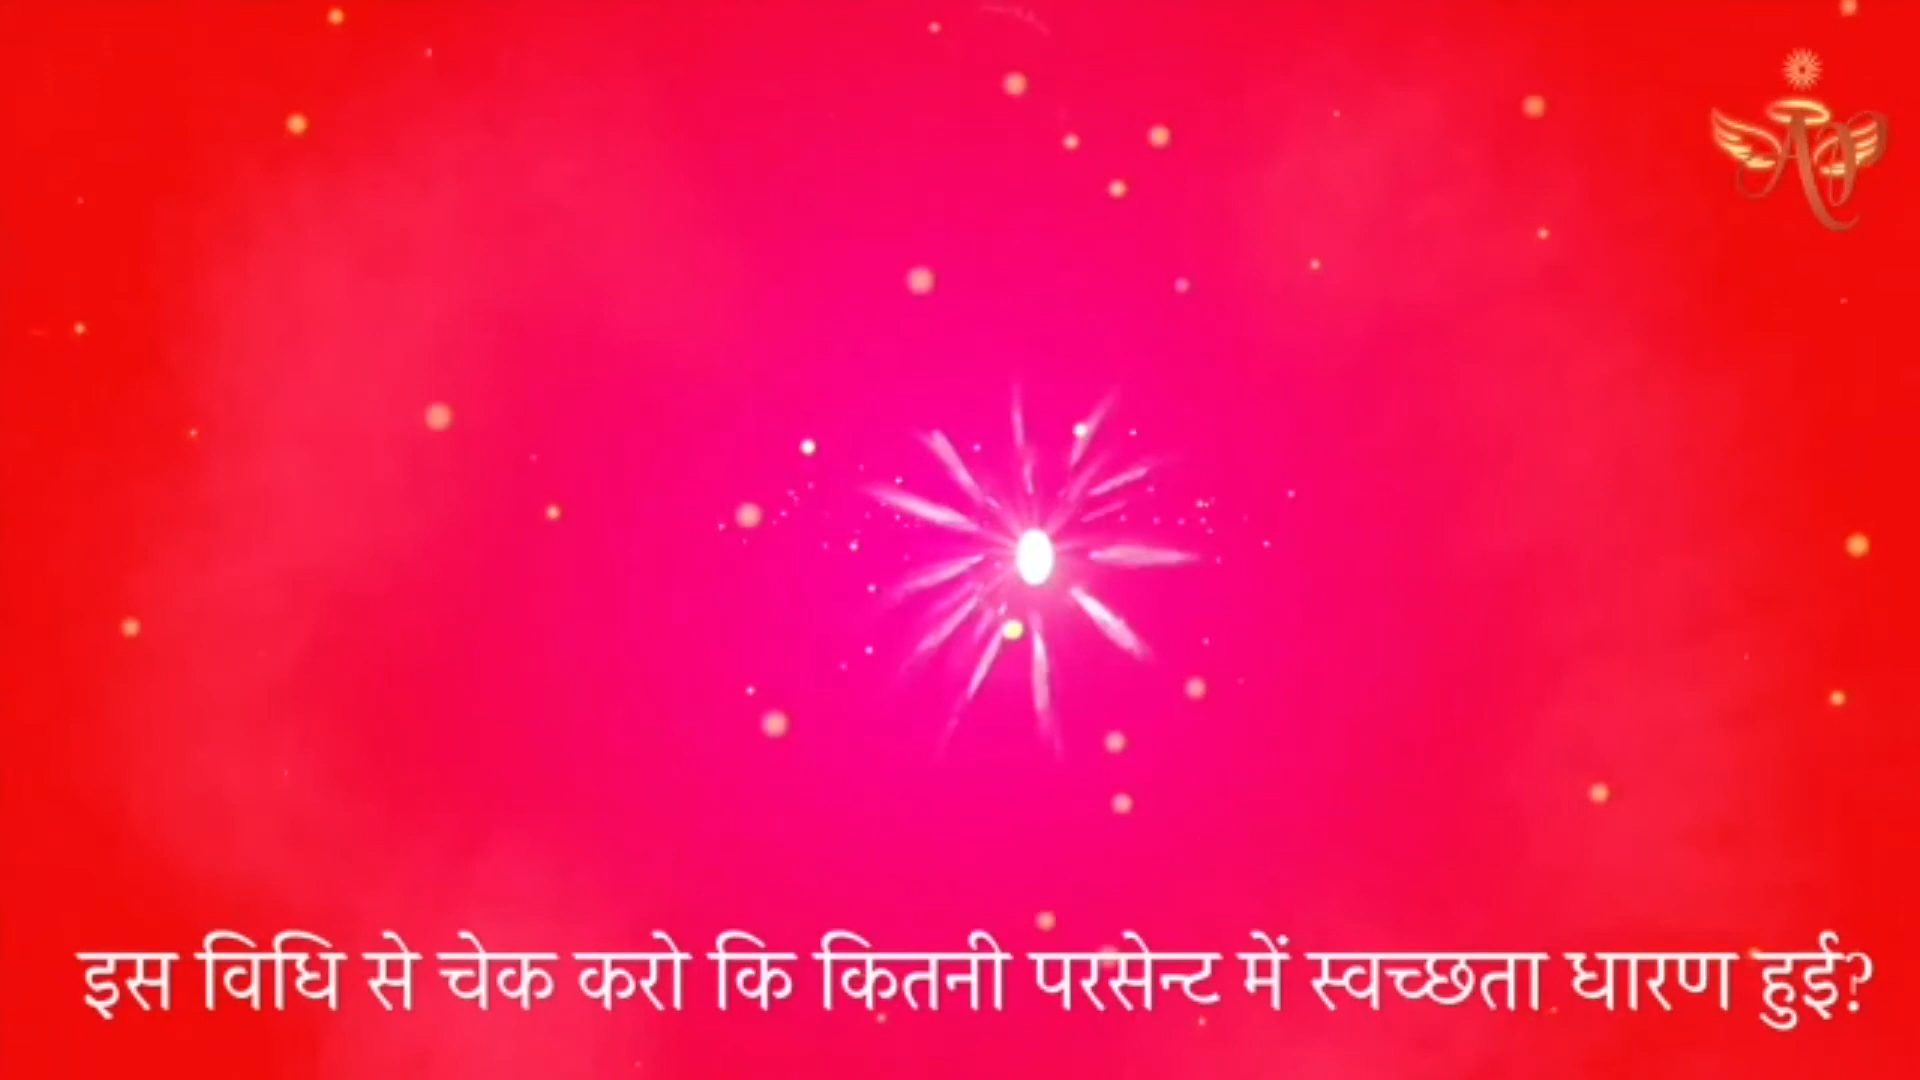 इस विधि से चेक करो कि कितनी परसेन्ट में स्वच्छता धारण हुई?